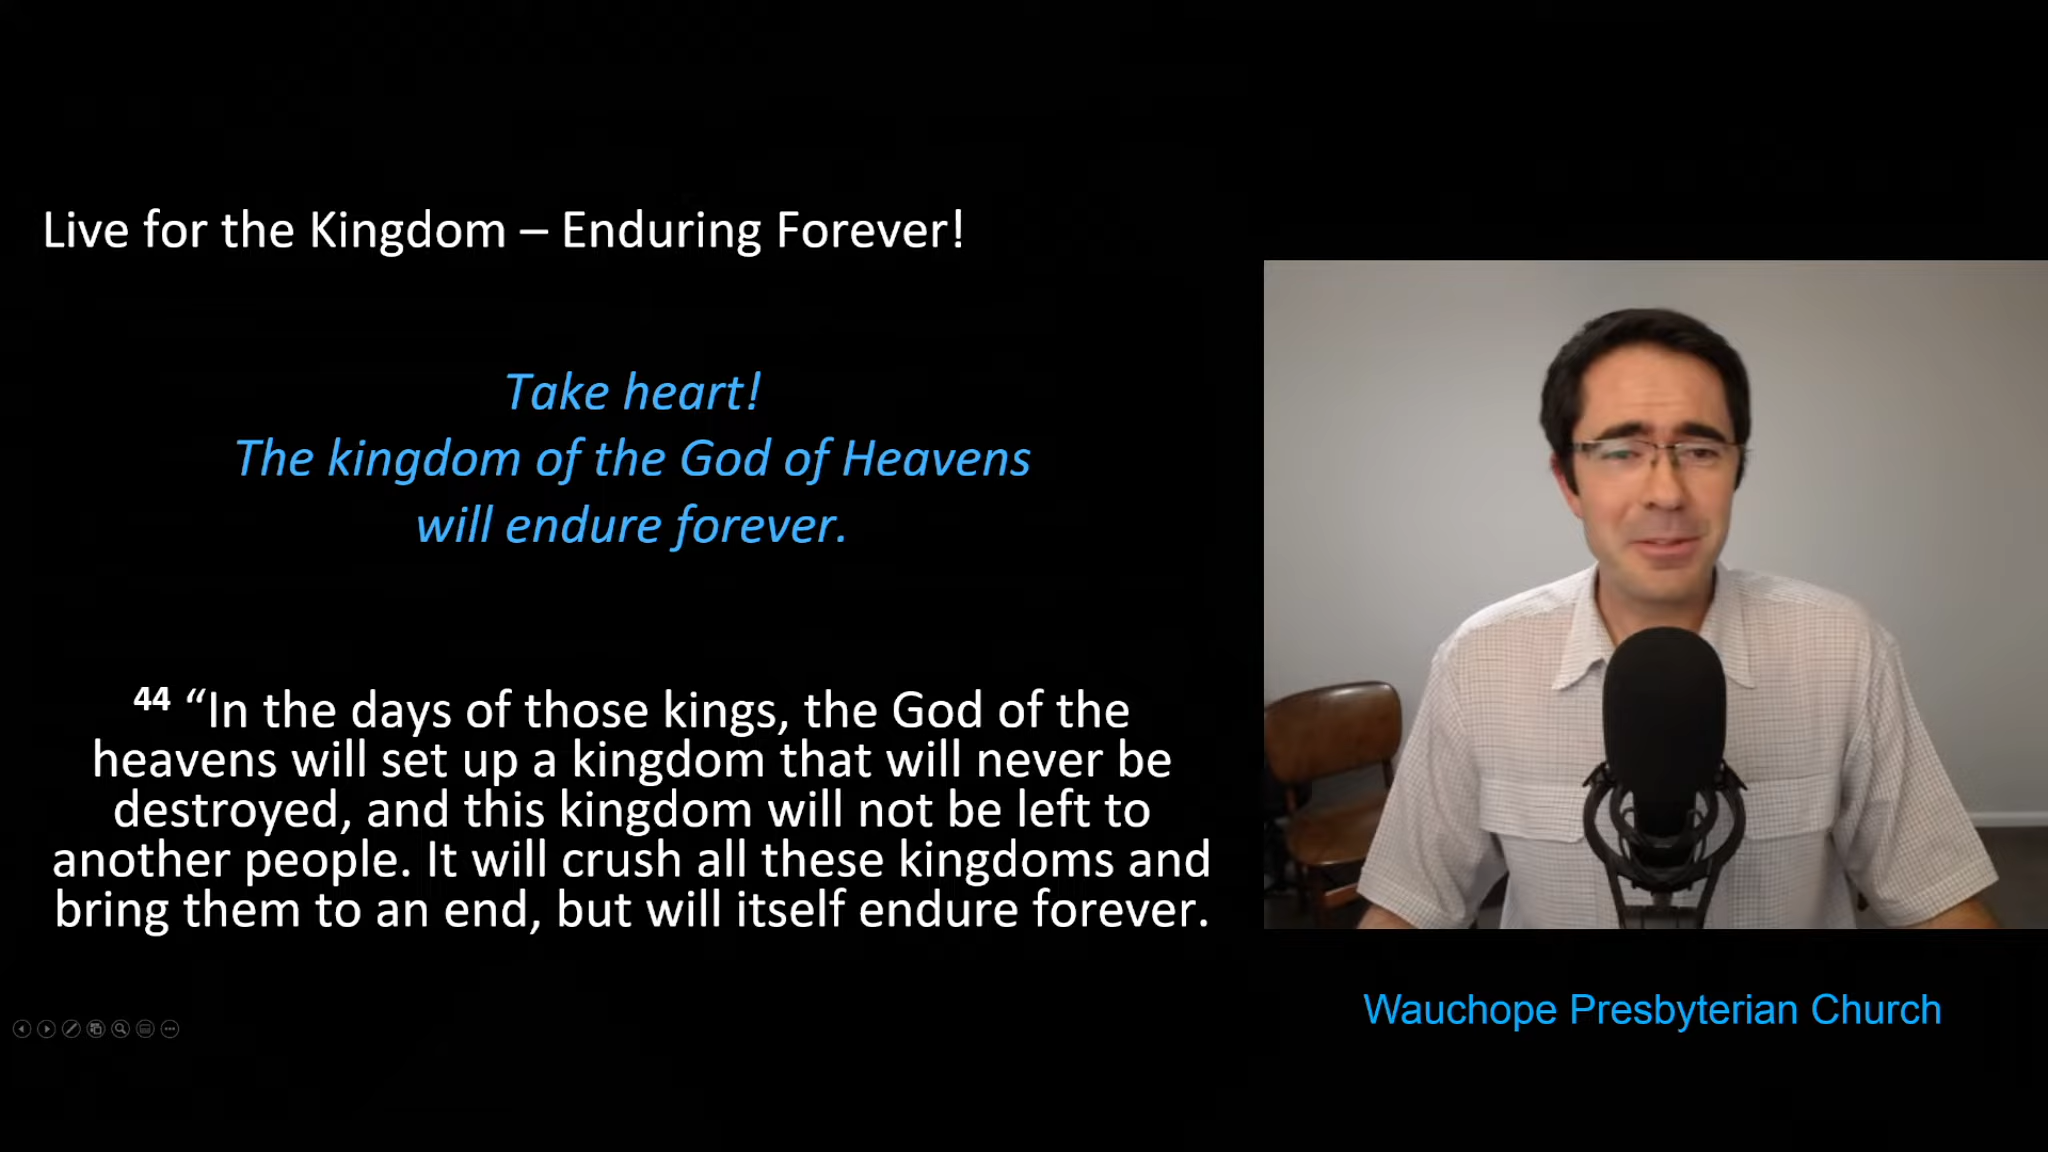 Live for the Kingdom – Enduring Forever!
Take heart!
The kingdom of the God of Heavens
will endure forever.
44 “In the days of those kings, the God of the
heavens will set up a kingdom that will never be
destroyed, and this kingdom will not be left to
another people. It will crush all these kingdoms and
bring them to an end, but will itself endure forever.
Wauchope Presbyterian Church